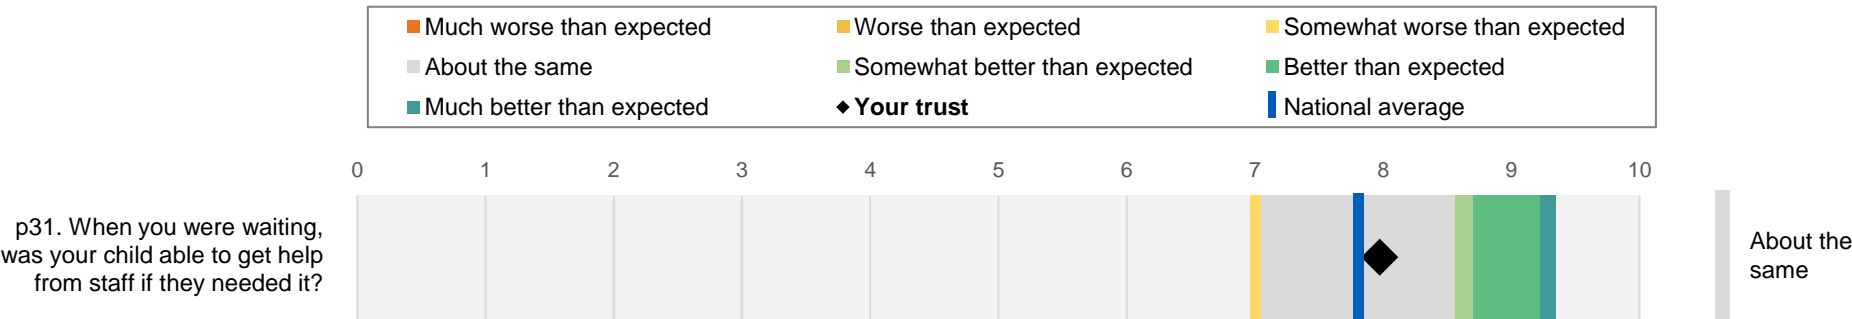 Much worse than expected
Worse than expected
Somewhat worse than expected
About the same
Somewhat better than expected
Better than expected
Much better than expected
Your trust
National average
0 1 2 3 4 5 6 7 8 9 10
p31. When you were waiting,
was your child able to get help
from staff if they needed it?
About the
same